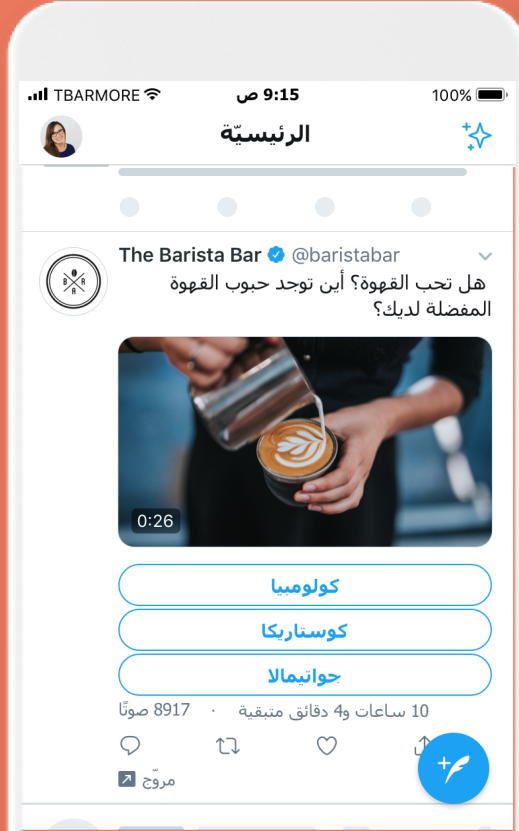 TBARMORE
9:15 ص
100%
الرئيسيّة
The Barista Bar @baristabar
هل تحب القهوة؟ أين توجد حبوب القهوة
المفضلة لديك؟
B A R
A
0:26
كولومبيا
كوستاريكا
جواتيمالا
10 ساعات و4 دقائق متبقية · 8917 صوتًا
مروّج